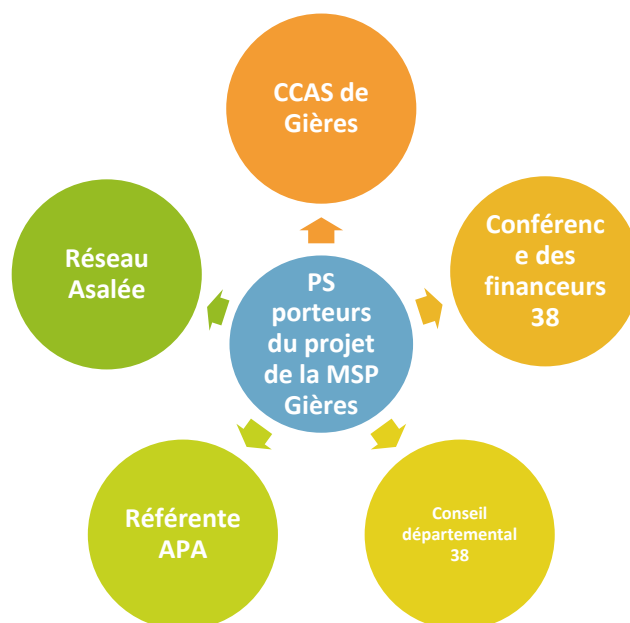 CCAS de
Gières
Conférenc
e des
financeurs
38
Réseau
Asalée
PS
porteurs
du projet
de la MSP
Gières
Référente
APA
Conseil
départemental
38